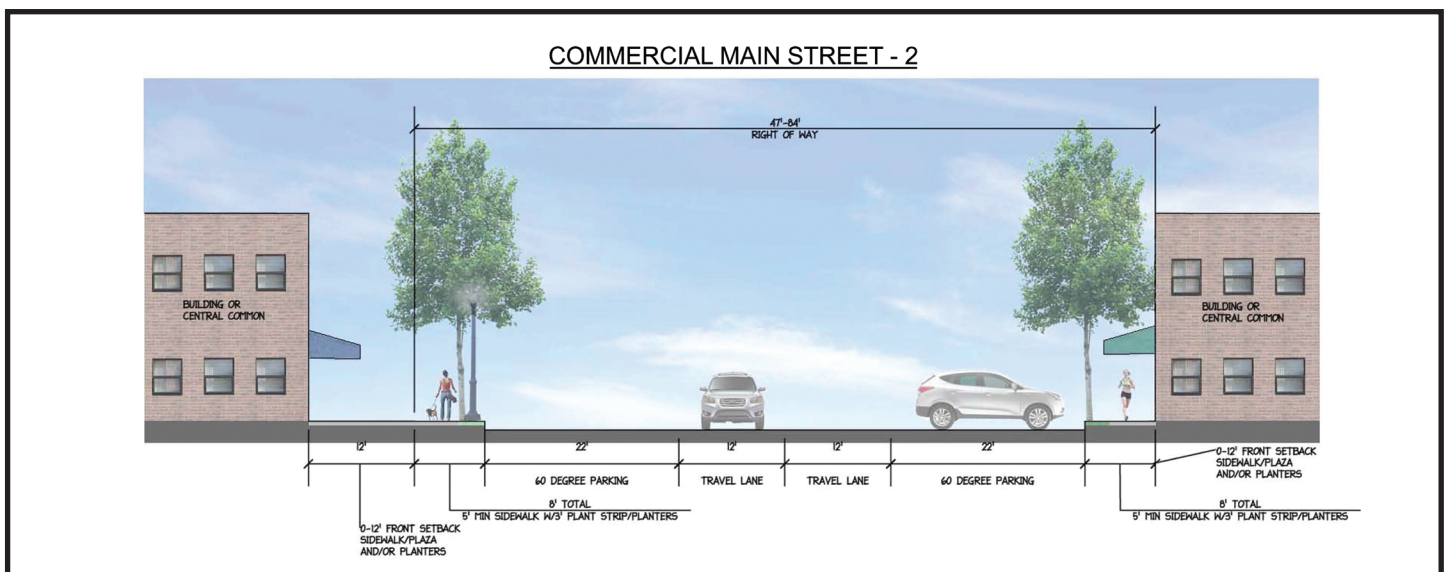 COMMERCIAL MAIN STREET - 2
47'-84'
RIGHT OF WAY
BUILDING OR
CENTRAL COMMON
BUILDING OR
CENTRAL COMMON
12'
22'
12'
12'
22'
60 DEGREE PARKING
TRAVEL LANE
TRAVEL LANE
60 DEGREE PARKING
0-12' FRONT SETBACK
SIDEWALK/PLAZA
AND/OR PLANTERS
8' TOTAL
5' MIN SIDEWALK W/3' PLANT STRIP/PLANTERS
8' TOTAL
5' MIN SIDEWALK W/3' PLANT STRIP/PLANTERS
0-12' FRONT SETBACK
SIDEWALK/PLAZA
AND/OR PLANTERS